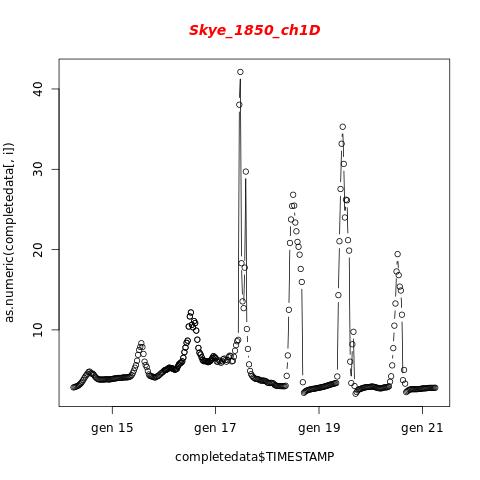 Skye_1850_ch1D
as.numeric(completedata[, i])
40
30
20
10
gen 15
gen 17
gen 19
gen 21
completedata$TIMESTAMP